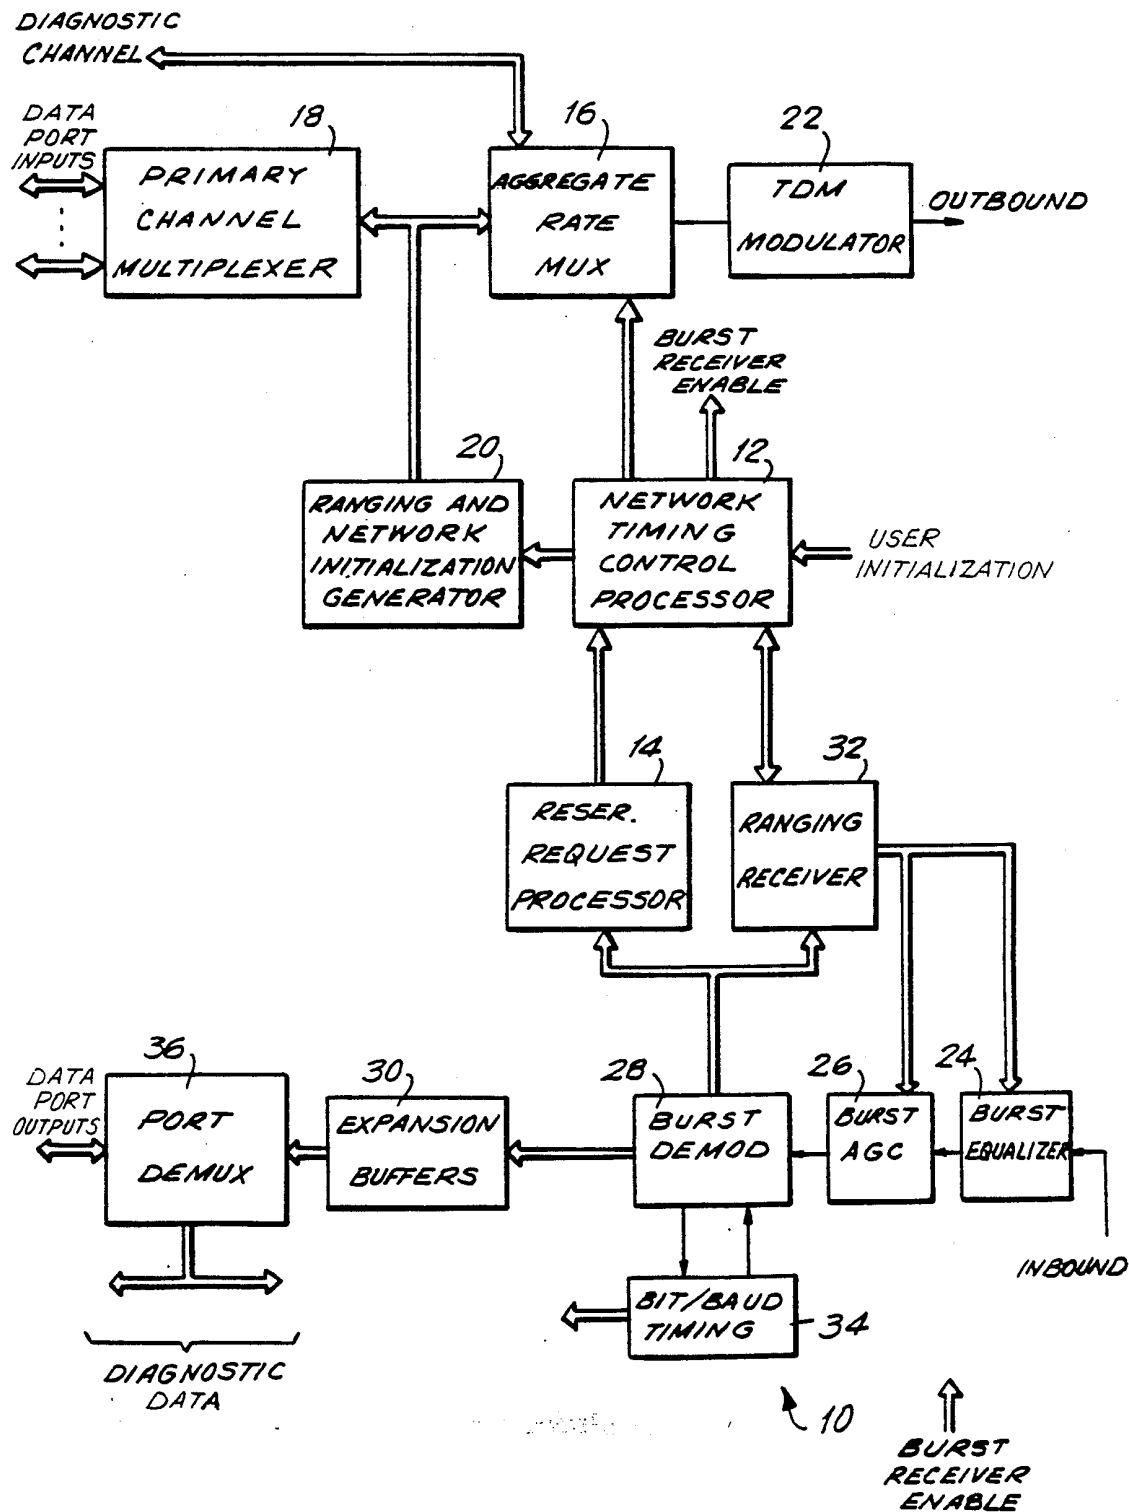 DIAGNOSTIC
CHANNEL
DATA
PORT
INPUTS
18
PRIMARY
CHANNEL
MULTIPLEXER
16
AGGREGATE
RATE
MUX
22
TDM
MODULATOR
OUTBOUND
BURST
RECEIVER
ENABLE
20
RANGING AND
NETWORK
INITIALIZATION
GENERATOR
12
NETWORK
TIMING
CONTROL
PROCESSOR
USER
INITIALIZATION
14
RESER.
REQUEST
PROCESSOR
32
RANGING
RECEIVER
36
DATA
PORT
OUTPUTS
PORT
DEMUX
30
EXPANSION
BUFFERS
28
BURST
DEMOD
26
BURST
AGC
24
BURST
EQUALIZER
INBOUND
BIT/BAUD
TIMING
34
DIAGNOSTIC
DATA
10
BURST
RECEIVER
ENABLE